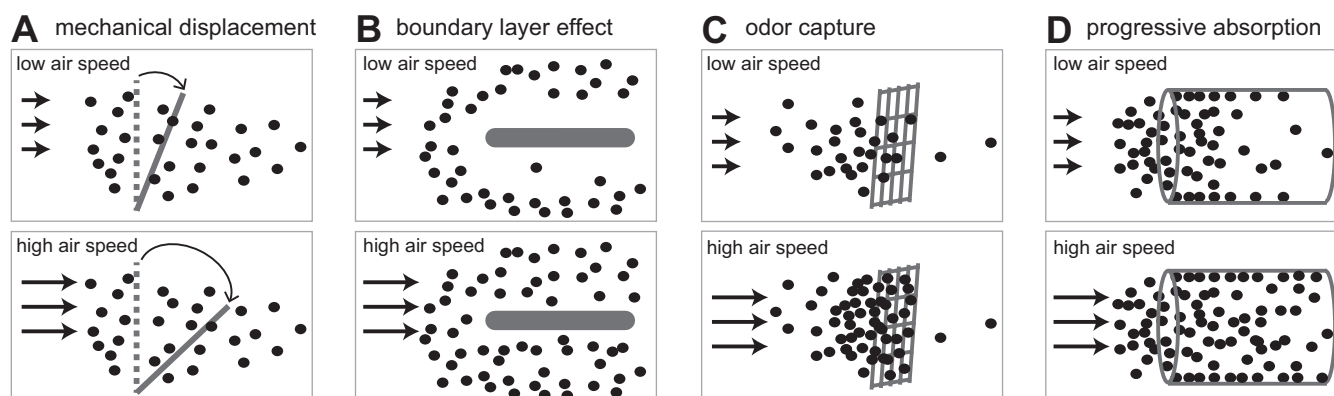 A mechanical displacement
B boundary layer effect
C odor capture
D progressive absorption
low air speed
low air speed
low air speed
low air speed
high air speed
high air speed
high air speed
high air speed